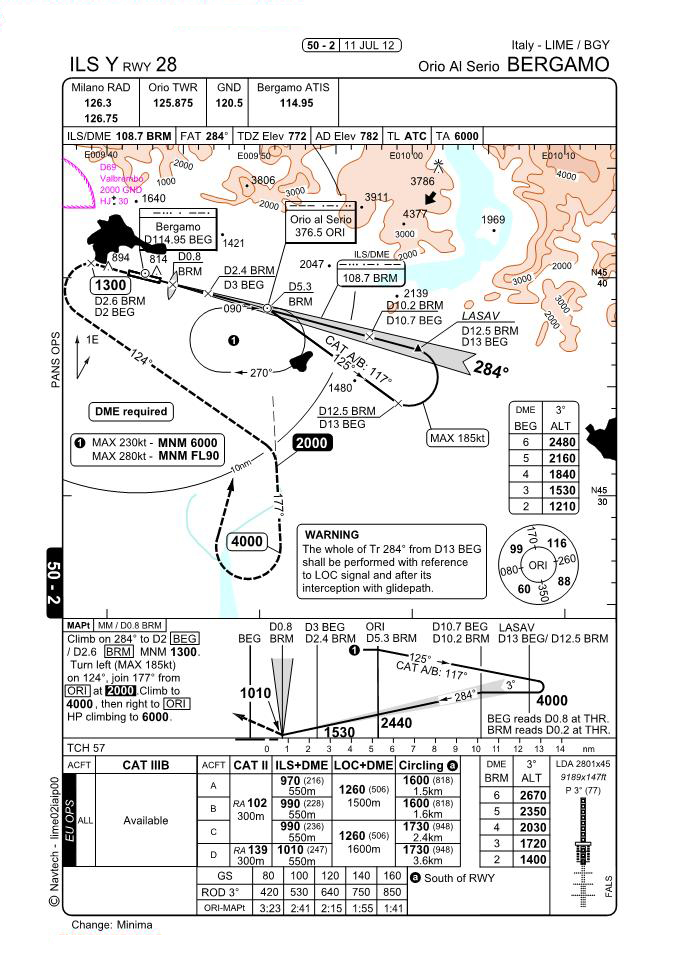 50 - 2 11 JUL 12
Italy - LIME / BGY
ILS Y RWY 28
Orio Al Serio BERGAMO
Milano RAD
126.3
126.75
Orio TWR
125.875
GND
120.5
Bergamo ATIS
114.95
ILS/DME 108.7 BRM FAT 284° TDZ Elev 772 AD Elev 782 TL ATC TA 6000
E009 40
E009 50
E010 00
E010 10
D69
Valbrembo
2000 GND
HJ + 30
2000
1000
1640
3806
3000
2000
3911
3786
4377
3000
2000
1969
4000
3000
2000
3000
2000
N45
40
Bergamo
D114.95 BEG
1421
Orio al Serio
376.5 ORI
2047
ILS/DME
108.7 BRM
894
814
D0.8
BRM
D2.4 BRM
D3 BEG
D5.3
BRM
2139
D10.2 BRM
D10.7 BEG
LASAV
D12.5 BRM
D13 BEG
1300
D2.6 BRM
D2 BEG
090°
1
270°
CAT A/B: 117°
125°
284°
1480
D12.5 BRM
D13 BEG
MAX 185kt
1E
124°
PANS OPS
DME required
1 MAX 230kt - MNM 6000
MAX 280kt - MNM FL90
2000
10nm
177°
4000
DME 3°
BEG ALT
6 2480
5 2160
4 1840
3 1530
2 1210
N45
30
WARNING
The whole of Tr 284° from D13 BEG
shall be performed with reference
to LOC signal and after its
interception with glidepath.
170
99 116
080 ORI 260
60 88
350
50 - 2
MAPt MM / D0.8 BRM
Climb on 284° to D2 BEG
/ D2.6 BRM MNM 1300.
Turn left (MAX 185kt)
on 124°, join 177° from
ORI at 2000. Climb to
4000, then right to ORI
HP climbing to 6000.
BEG
D0.8
BRM
D3 BEG
D2.4 BRM
ORI
D5.3 BRM
D10.7 BEG
D10.2 BRM
LASAV
D13 BEG/ D12.5 BRM
1
125°
CAT A/B: 117°
284°
3°
4000
1010
1530
2440
BEG reads D0.8 at THR.
BRM reads D0.2 at THR.
TCH 57
0 1 2 3 4 5 6 7 8 9 10 11 12 13 14 nm
ACFT CAT IIIB ACFT CAT II ILS+DME LOC+DME Circling a
EU OPS
ALL
Available
A
B
C
D
RA 102
300m
RA 139
300m
970 (216)
550m
990 (228)
550m
990 (236)
550m
1010 (247)
550m
1260 (506)
1500m
1260 (506)
1600m
1600 (818)
1.5km
1600 (818)
1.6km
1730 (948)
2.4km
1730 (948)
3.6km
DME 3°
BRM ALT
6 2670
5 2350
4 2030
3 1720
2 1400
LDA 2801x45
9189x147ft
P 3° (77)
FALS
GS 80 100 120 140 160
ROD 3° 420 530 640 750 850
ORI-MAPt 3:23 2:41 2:15 1:55 1:41
a South of RWY
© Navtech - lime02iaip00
Change: Minima